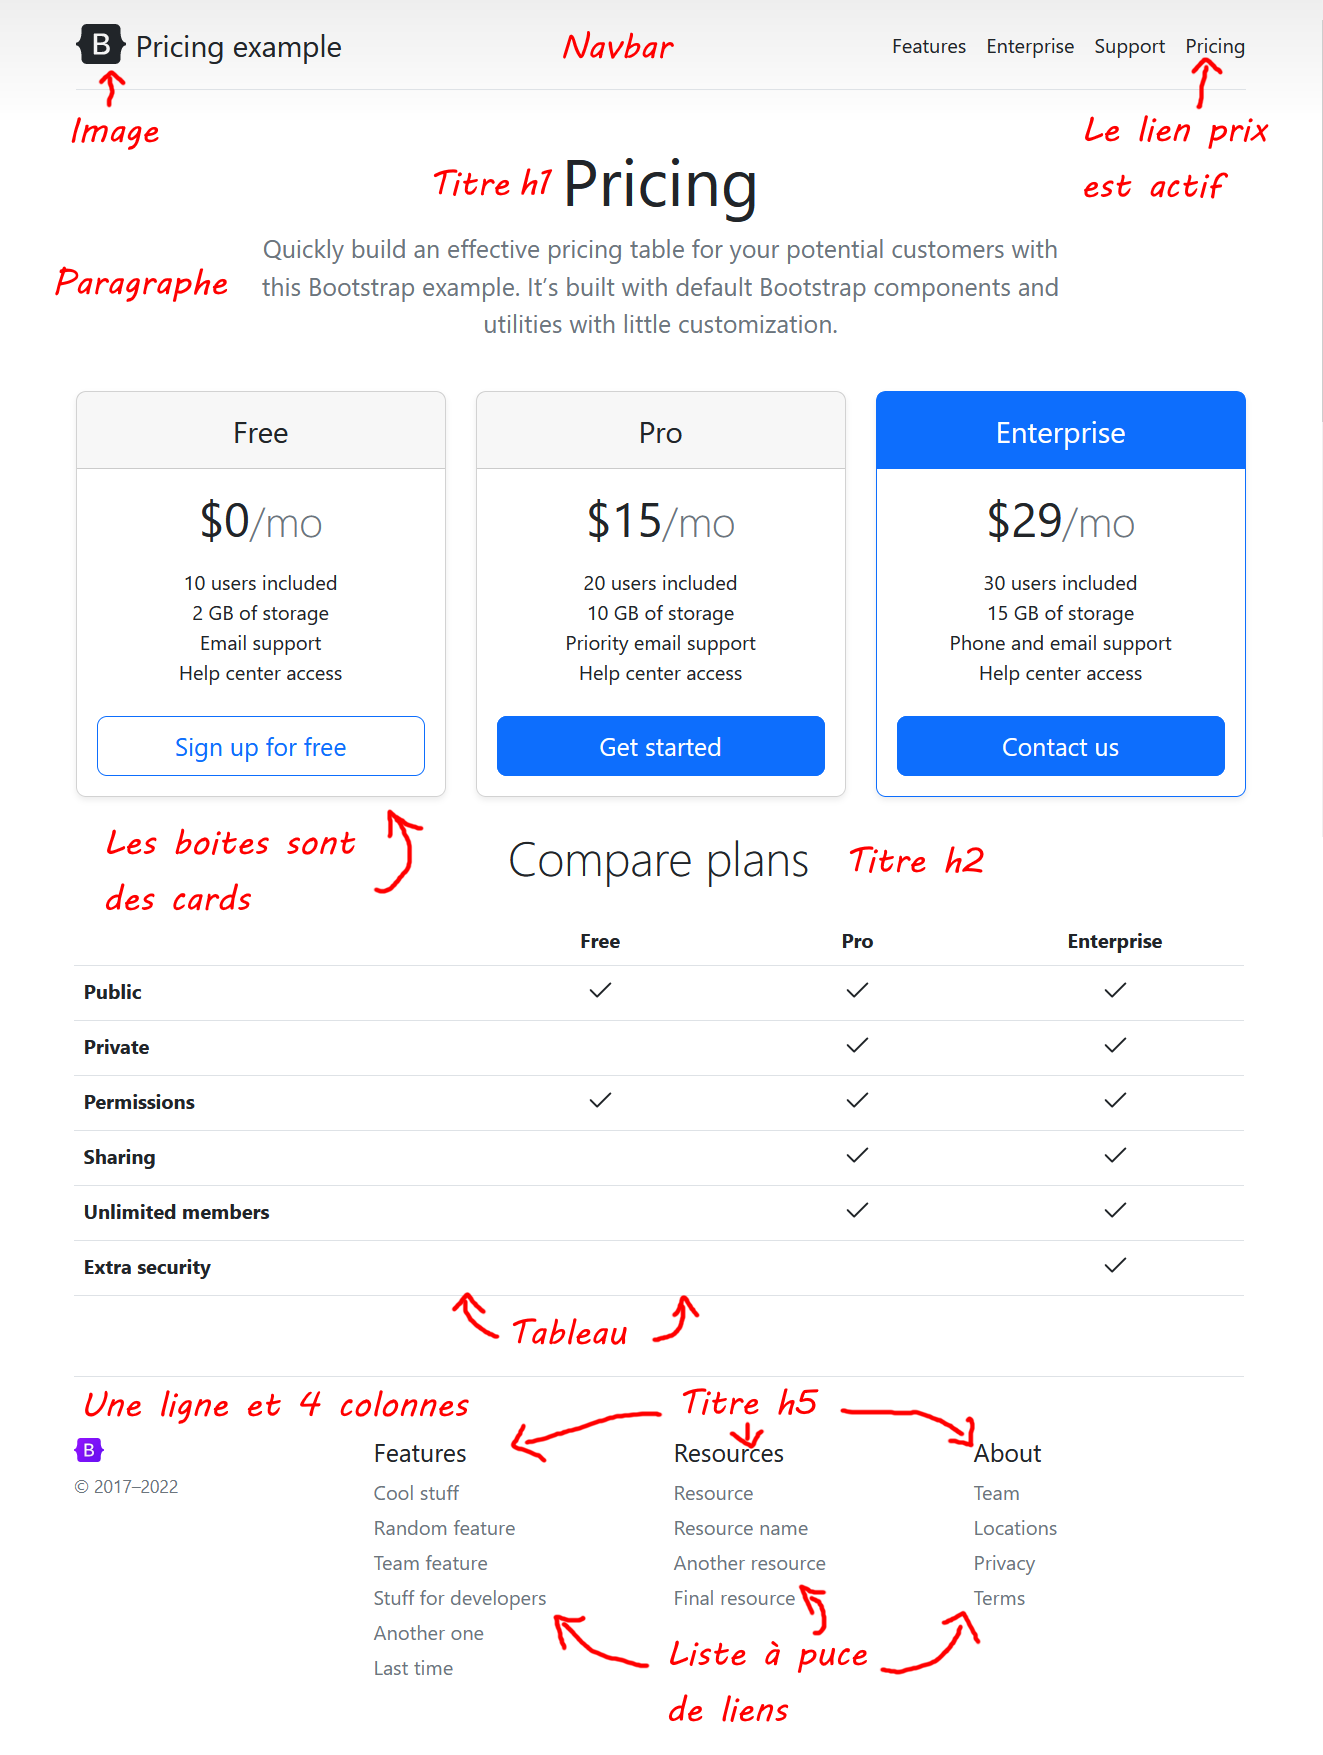 B Pricing example Navbar Features Enterprise Support Pricing
Image
Le lien prix
est actif
Titre h1 Pricing
Quickly build an effective pricing table for your potential customers with
Paragraphe this Bootstrap example. It’s built with default Bootstrap components and
utilities with little customization.
Free
$0/mo
10 users included
2 GB of storage
Email support
Help center access
Sign up for free
Pro
$15/mo
20 users included
10 GB of storage
Priority email support
Help center access
Get started
Enterprise
$29/mo
30 users included
15 GB of storage
Phone and email support
Help center access
Contact us
Les boites sont
des cards
Compare plans Titre h2
Free Pro Enterprise
Public
Private
Permissions
Sharing
Unlimited members
Extra security
Tableau
Une ligne et 4 colonnes Titre h5
B
© 2017–2022
Features
Cool stuff
Random feature
Team feature
Stuff for developers
Another one
Last time
Resources
Resource
Resource name
Another resource
Final resource
About
Team
Locations
Privacy
Terms
Liste à puce
de liens